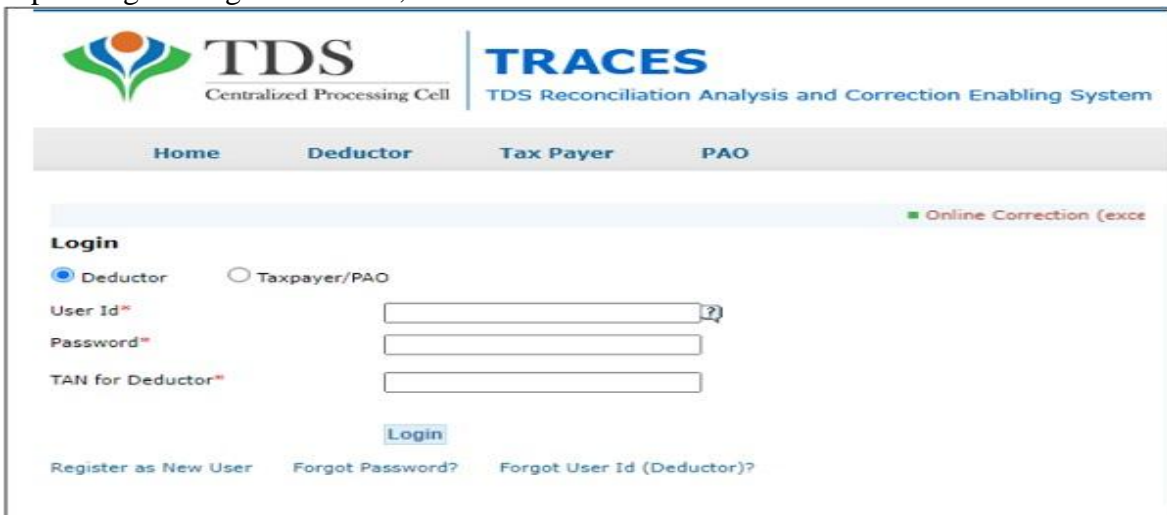 TDS
Centralized Processing Cell
TRACES
TDS Reconciliation Analysis and Correction Enabling System
Home Deductor Tax Payer PAO
Online Correction (exce
Login
Deductor Taxpayer/PAO
User Id*
?
Password*
TAN for Deductor*
Login
Register as New User Forgot Password? Forgot User Id (Deductor)?